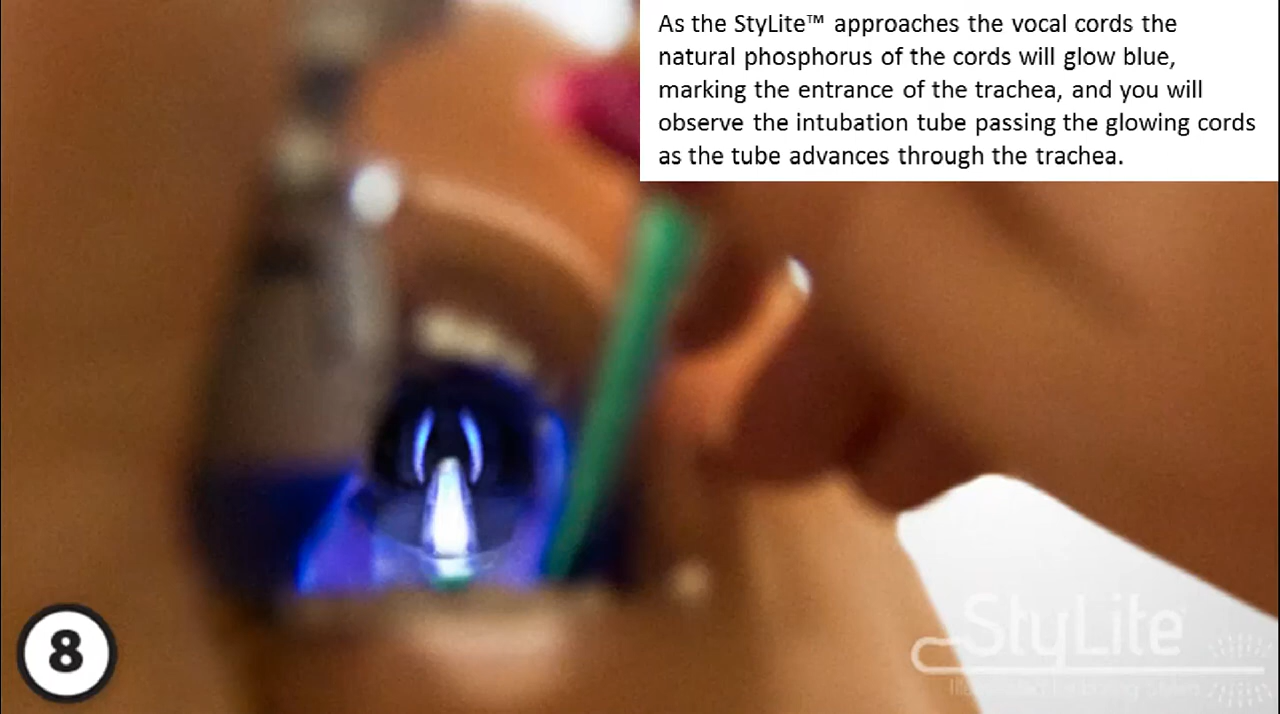 As the StyLite™ approaches the vocal cords the
natural phosphorus of the cords will glow blue,
marking the entrance of the trachea, and you will
observe the intubation tube passing the glowing cords
as the tube advances through the trachea.
8
StyLite